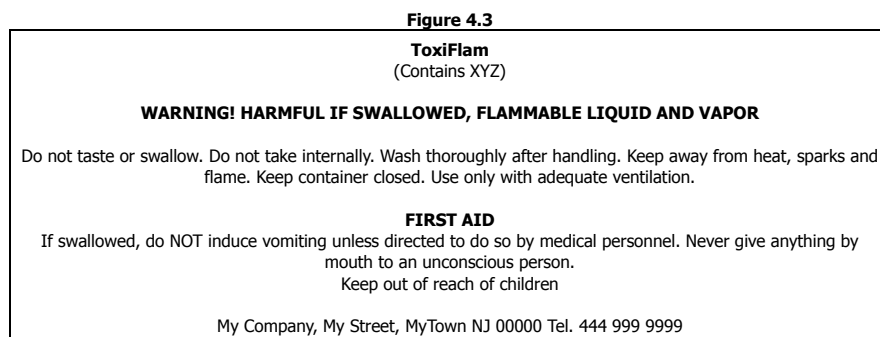 Figure 4.3
ToxiFlam
(Contains XYZ)
WARNING! HARMFUL IF SWALLOWED, FLAMMABLE LIQUID AND VAPOR
Do not taste or swallow. Do not take internally. Wash thoroughly after handling. Keep away from heat, sparks and
flame. Keep container closed. Use only with adequate ventilation.
FIRST AID
If swallowed, do NOT induce vomiting unless directed to do so by medical personnel. Never give anything by
mouth to an unconscious person.
Keep out of reach of children
My Company, My Street, MyTown NJ 00000 Tel. 444 999 9999